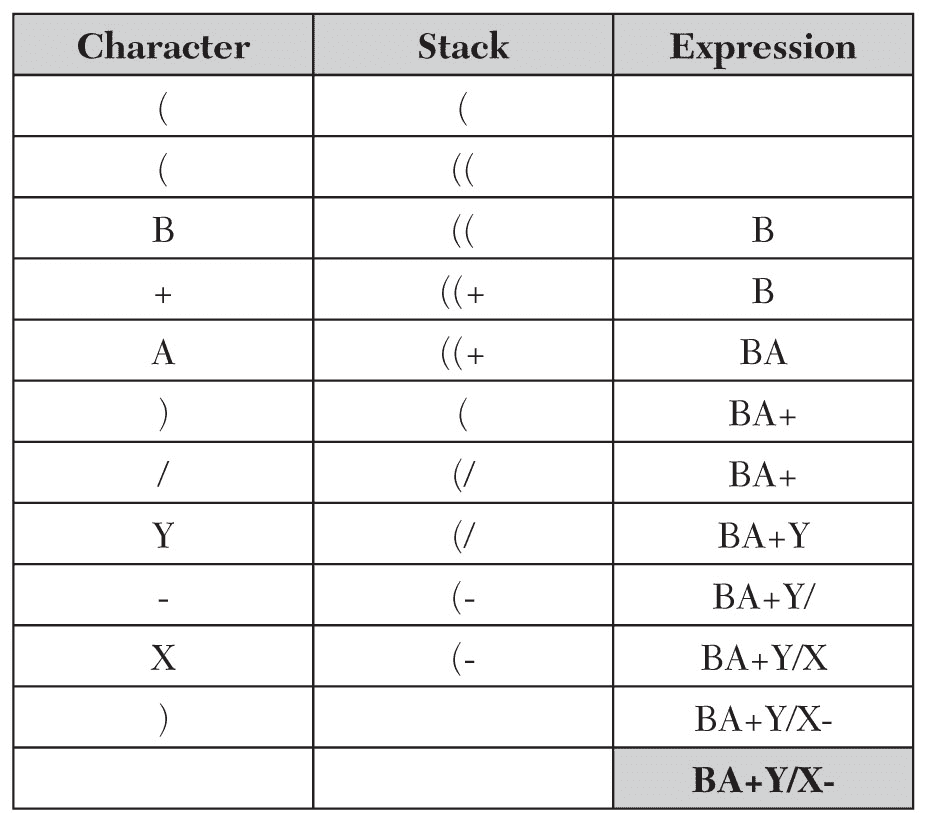 Character Stack Expression
( (
( ((
B (( B
+ ((+ B
A ((+ BA
) ( BA+
/ (/ BA+
Y (/ BA+Y
- (- BA+Y/
X (- BA+Y/X
) BA+Y/X-
BA+Y/X-